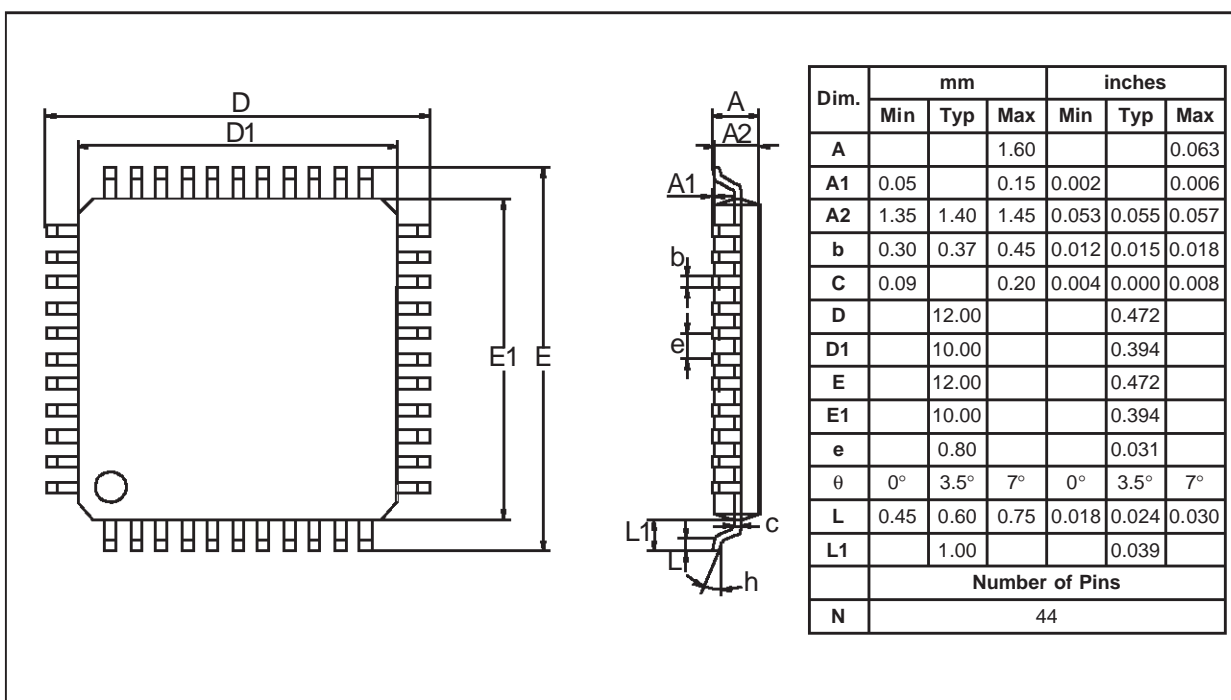 D
D1
E1
E
A
A2
A1
b
e
L1
L
c
h
Dim. mm inches
Min Typ Max Min Typ Max
A 1.60 0.063
A1 0.05 0.15 0.002 0.006
A2 1.35 1.40 1.45 0.053 0.055 0.057
b 0.30 0.37 0.45 0.012 0.015 0.018
C 0.09 0.20 0.004 0.000 0.008
D 12.00 0.472
D1 10.00 0.394
E 12.00 0.472
E1 10.00 0.394
e 0.80 0.031
θ 0° 3.5° 7° 0° 3.5° 7°
L 0.45 0.60 0.75 0.018 0.024 0.030
L1 1.00 0.039
Number of Pins
N 44